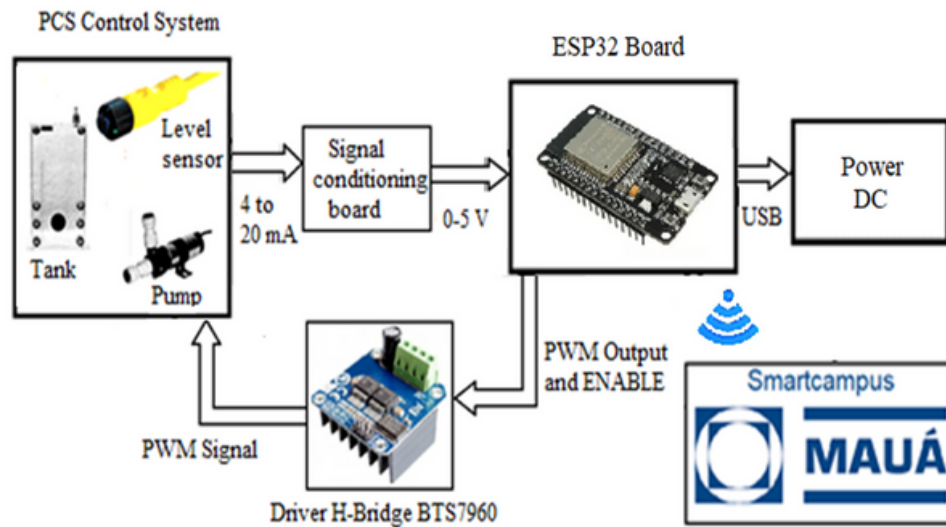 PCS Control System
ESP32 Board
Level
sensor
Tank
Pump
4 to
20 mA
Signal
conditioning
board
0-5 V
USB
Power
DC
PWM Output
and ENABLE
PWM Signal
Driver H-Bridge BTS7960
Smartcampus
MAUÁ